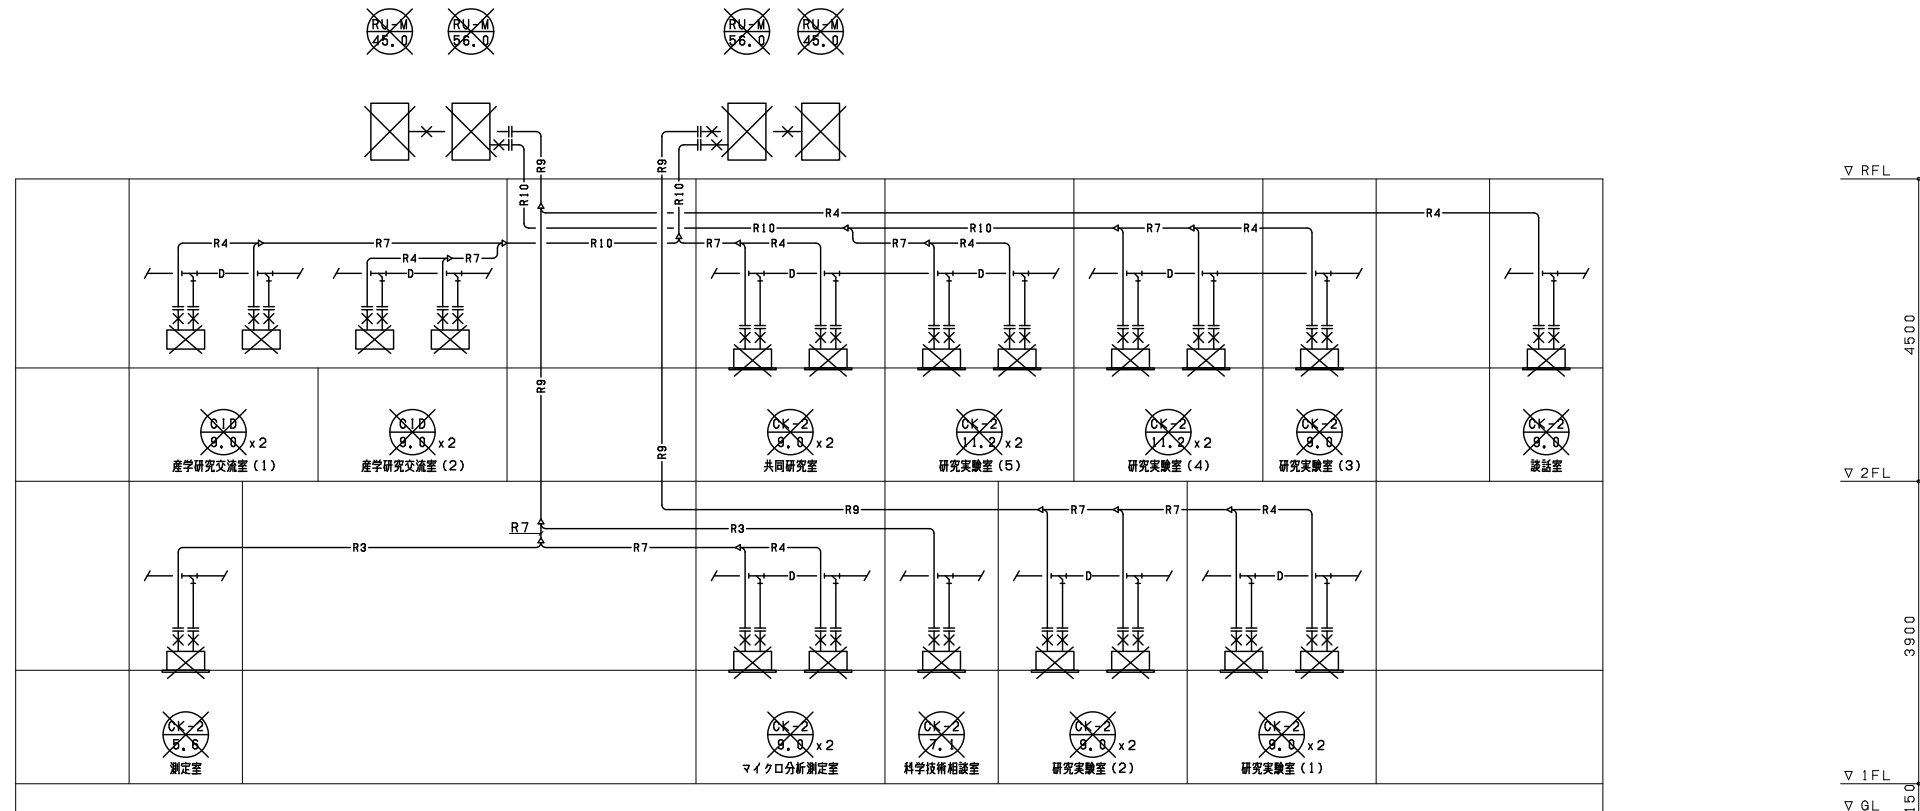 RU-M RU-M RU-M RU-M
45.0 56.0 56.0 45.0
R9 R9
▽ RFL
R10 R10
R4 R4
R10 R10 R7 R4
R4 R7 R10 R7 R4 R7 R4
R4 R7
D D D D D
4500
R9
CID CID CK-2 CK-2 CK-2 CK-2 CK-2
9.0 x2 9.0 x2 9.0 x2 11.2 x2 11.2 x2 9.0 9.0
R9
産学研究交流室(1) 産学研究交流室(2) 共同研究室 研究実験室(5) 研究実験室(4) 研究実験室(3) 談話室
▽ 2FL
R9 R7 R7 R4
R7 R3
R3 R7 R4
D D D
3900
CK-2 CK-2 CK-2 CK-2 CK-2
5.6 9.0 x2 7.1 9.0 x2 9.0 x2
測定室 マイクロ分析測定室 科学技術相談室 研究実験室(2) 研究実験室(1)
▽ 1FL
150
▽ GL